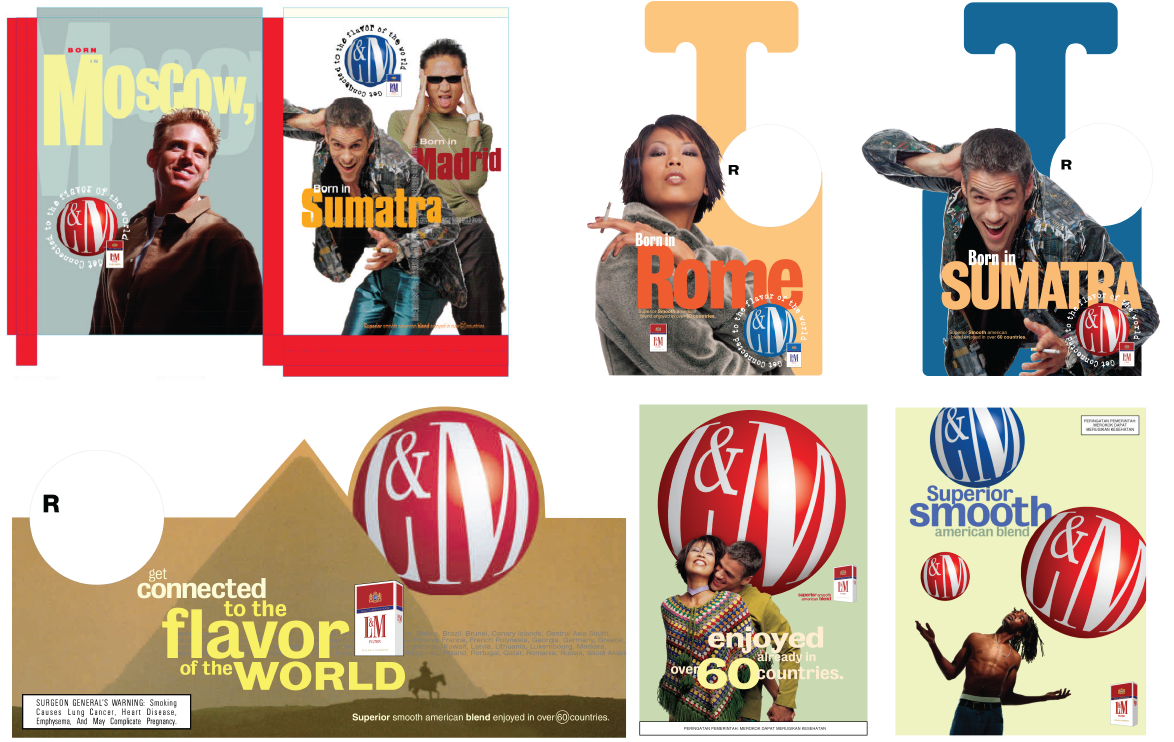 BORN
IN
Moscow,
Get Connected to the flavor of the world
L&M
L&M
Get Connected to the flavor of the world
L&M
L&M
Born in
Madrid
Born in
Sumatra
Superior smooth american blend enjoyed in over 60 countries.
R
Born in
Rome
Superior Smooth american
blend enjoyed in over 60 countries.
Get Connected to the flavor of the world
L&M
L&M
L&M
R
Born in
SUMATRA
Superior Smooth american
blend enjoyed in over 60 countries.
Get Connected to the flavor of the world
L&M
L&M
R
L&M
get
connected
to the
flavor
of the WORLD
L&M
FILTERS
Brazil, Brunei, Canary Islands, Central Asia South
France, French Polynesia, Georgia, Germany, Greece
Kuwait, Latvia, Lithuania, Luxembourg
Poland, Portugal, Qatar, Romania, Russia, Saudi Arabia
SURGEON GENERAL'S WARNING: Smoking
Causes Lung Cancer, Heart Disease,
Emphysema, And May Complicate Pregnancy.
Superior smooth american blend enjoyed in over 60 countries.
L&M
superior smooth
american blend
L&M
enjoyed
already in
over 60 countries.
PERINGATAN PEMERINTAH: MEROKOK DAPAT MERUGIKAN KESEHATAN
L&M
PERINGATAN PEMERINTAH:
MEROKOK DAPAT
MERUGIKAN KESEHATAN
Superior
smooth
american blend
L&M
L&M
L&M